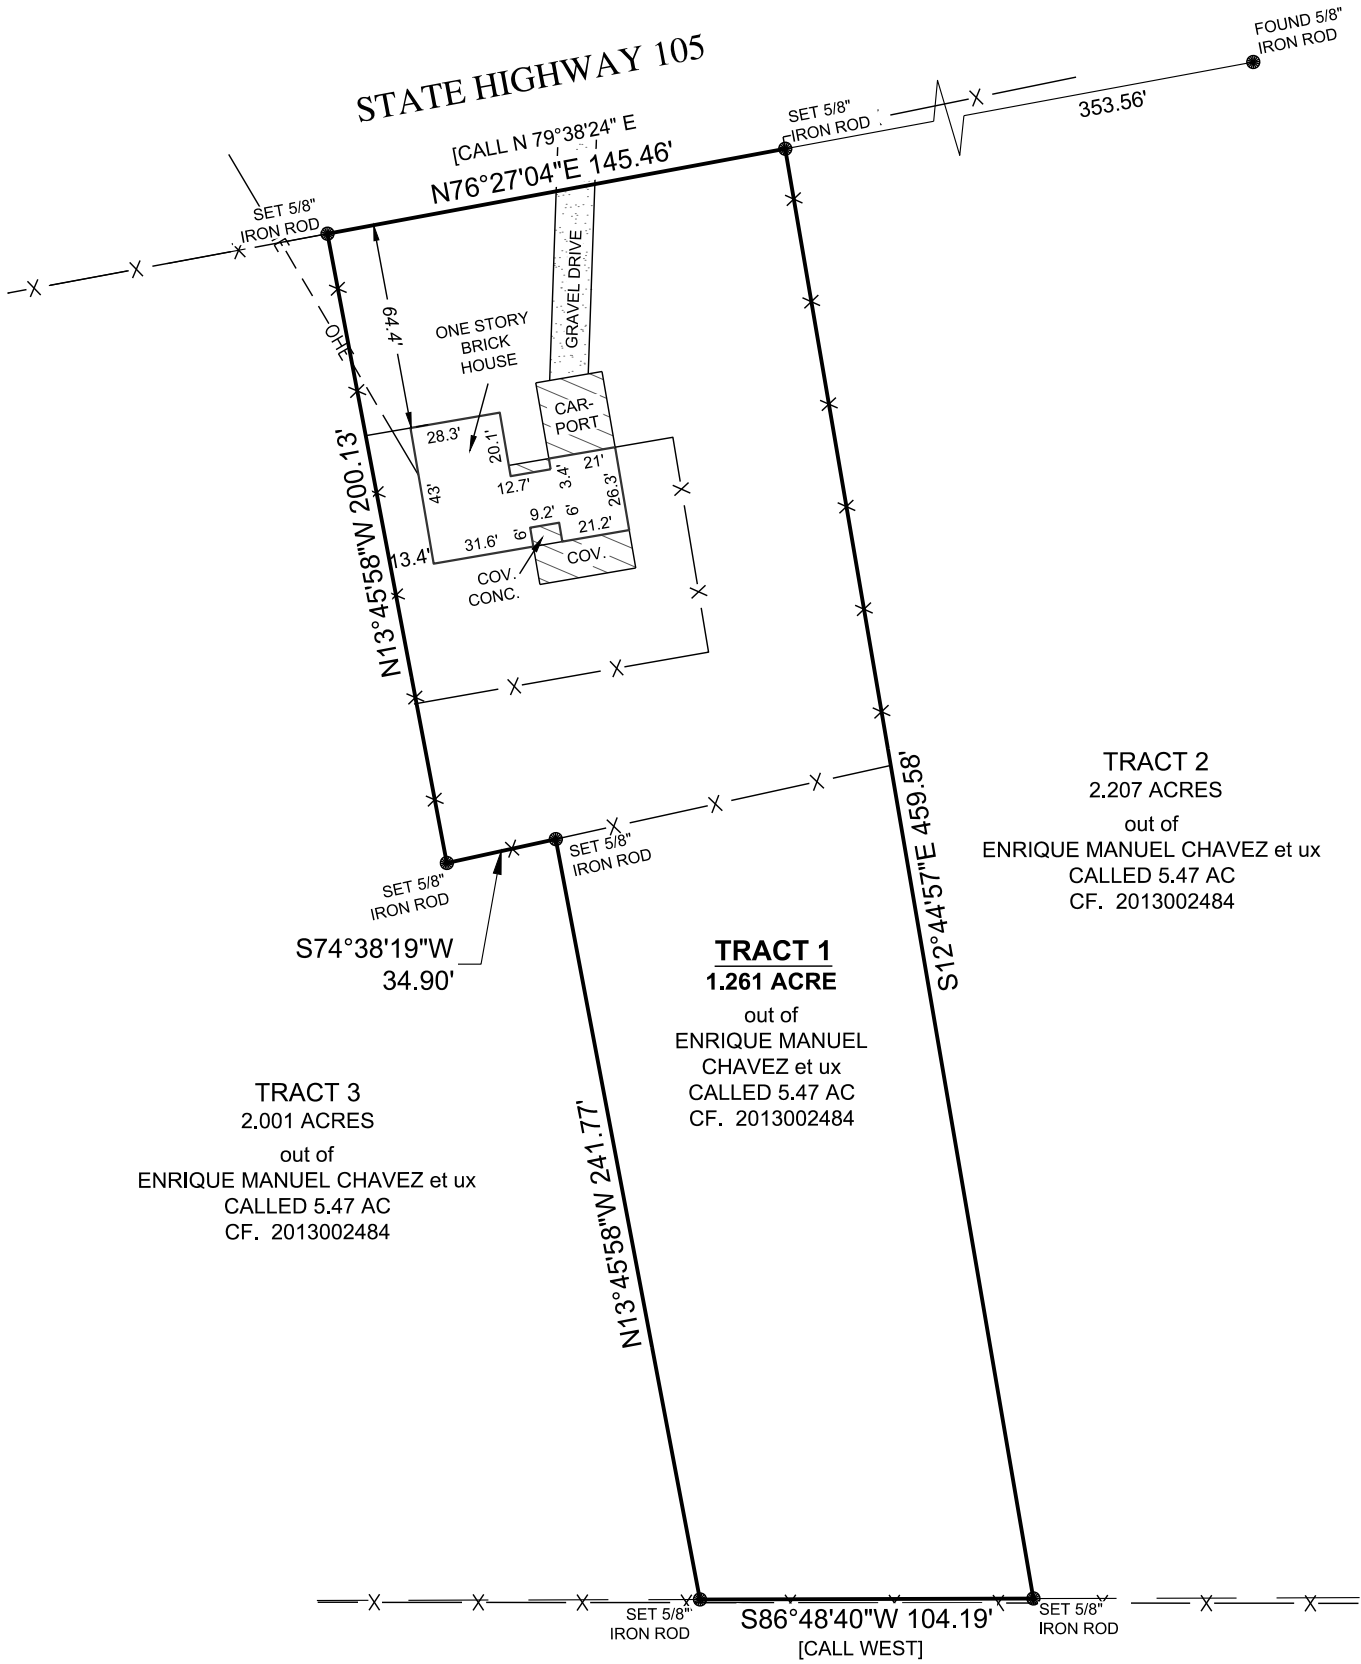 FOUND 5/8"
IRON ROD
353.56'
STATE HIGHWAY 105
[CALL N 79°38'24" E
N76°27'04"E 145.46'
SET 5/8"
IRON ROD
SET 5/8"
IRON ROD
X
X
X
X
E
OHE
64.4'
GRAVEL DRIVE
ONE STORY
BRICK
HOUSE
CAR-
PORT
28.3'
20.1'
12.7'
3.4'
21'
26.3'
43'
9.2'
6'
6'
21.2'
31.6'
13.4'
COV.
CONC.
COV.
N13°45'58"W 200.13'
X
X
X
X
X
X
X
SET 5/8"
IRON ROD
SET 5/8"
IRON ROD
S74°38'19"W
34.90'
S12°44'57"E 459.58'
TRACT 2
2.207 ACRES
out of
ENRIQUE MANUEL CHAVEZ et ux
CALLED 5.47 AC
CF. 2013002484
TRACT 1
1.261 ACRE
out of
ENRIQUE MANUEL
CHAVEZ et ux
CALLED 5.47 AC
CF. 2013002484
TRACT 3
2.001 ACRES
out of
ENRIQUE MANUEL CHAVEZ et ux
CALLED 5.47 AC
CF. 2013002484
N13°45'58"W 241.77'
X
X
X
X
X
X
SET 5/8"
IRON ROD
S86°48'40"W 104.19'
[CALL WEST]
SET 5/8"
IRON ROD